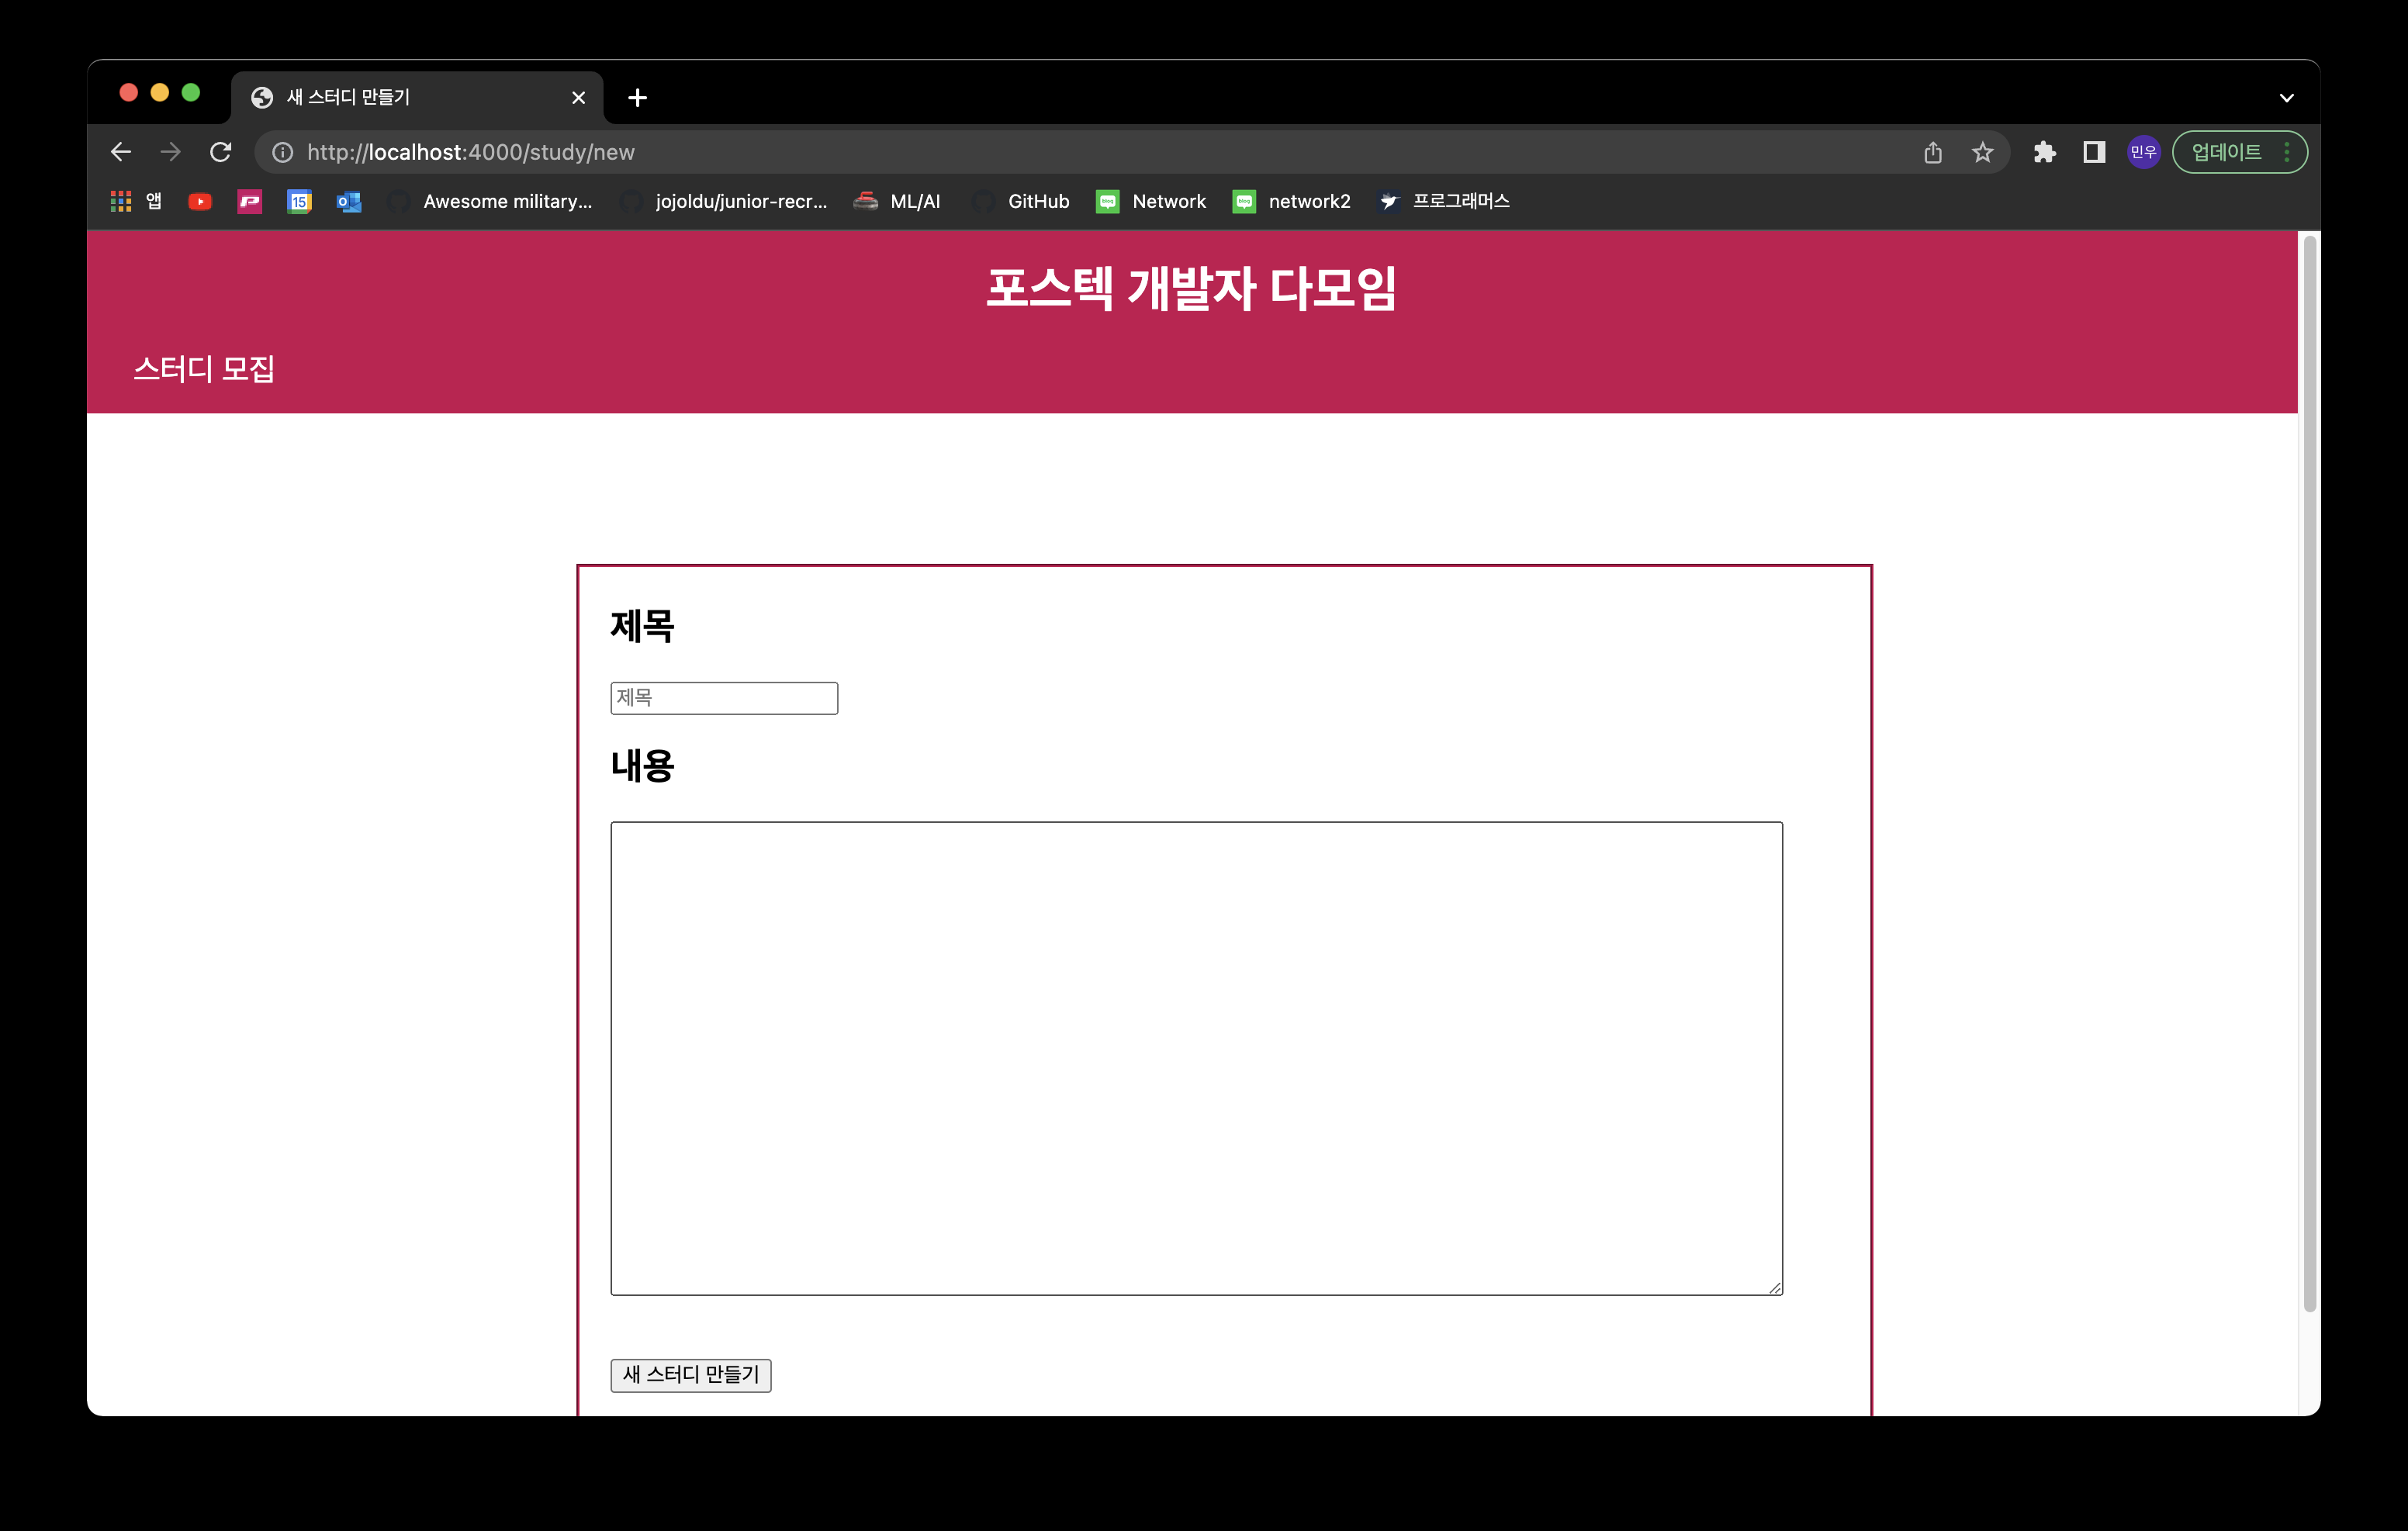 새 스터디 만들기
http://localhost:4000/study/new
민우
업데이트
앱
15
Awesome military...
jojoldu/junior-recr...
ML/AI
GitHub
blog
Network
blog
network2
프로그래머스
포스텍 개발자 다모임
스터디 모집
제목
제목
내용
새 스터디 만들기